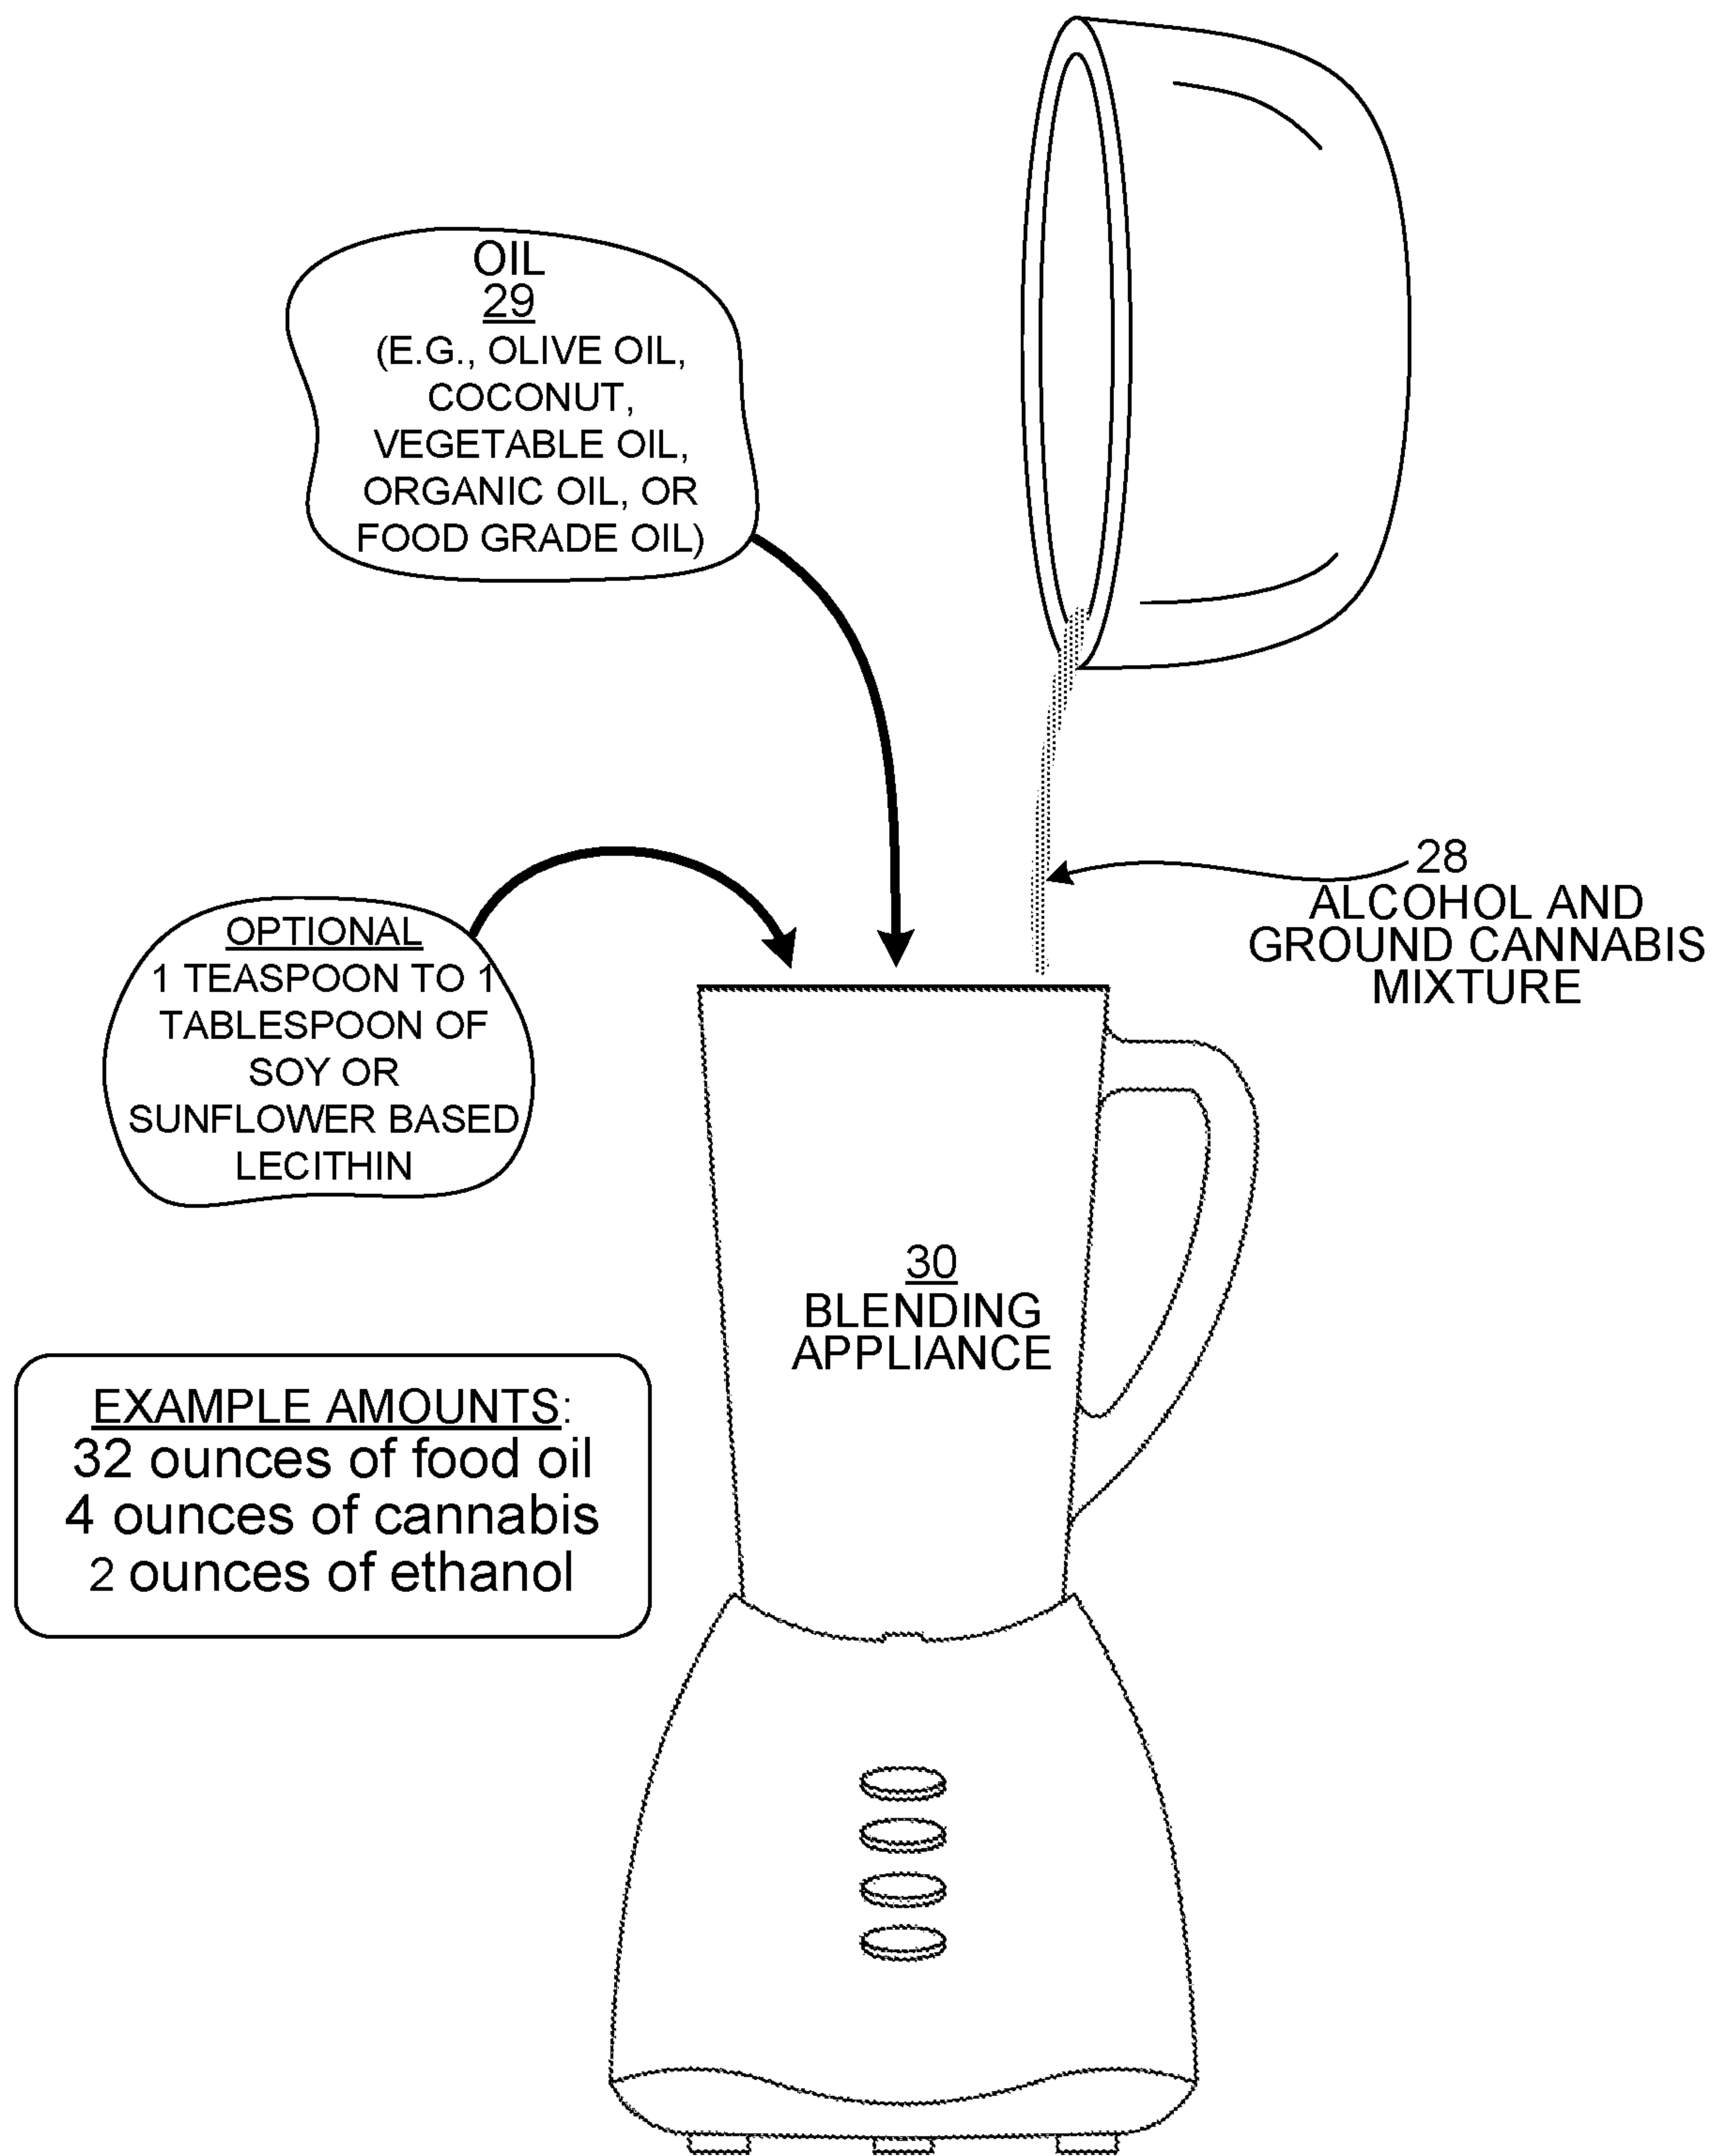 OIL
29
(E.G., OLIVE OIL,
COCONUT,
VEGETABLE OIL,
ORGANIC OIL, OR
FOOD GRADE OIL)
28
ALCOHOL AND
GROUND CANNABIS
MIXTURE
OPTIONAL
1 TEASPOON TO 1
TABLESPOON OF
SOY OR
SUNFLOWER BASED
LECITHIN
30
BLENDING
APPLIANCE
EXAMPLE AMOUNTS:
32 ounces of food oil
4 ounces of cannabis
2 ounces of ethanol